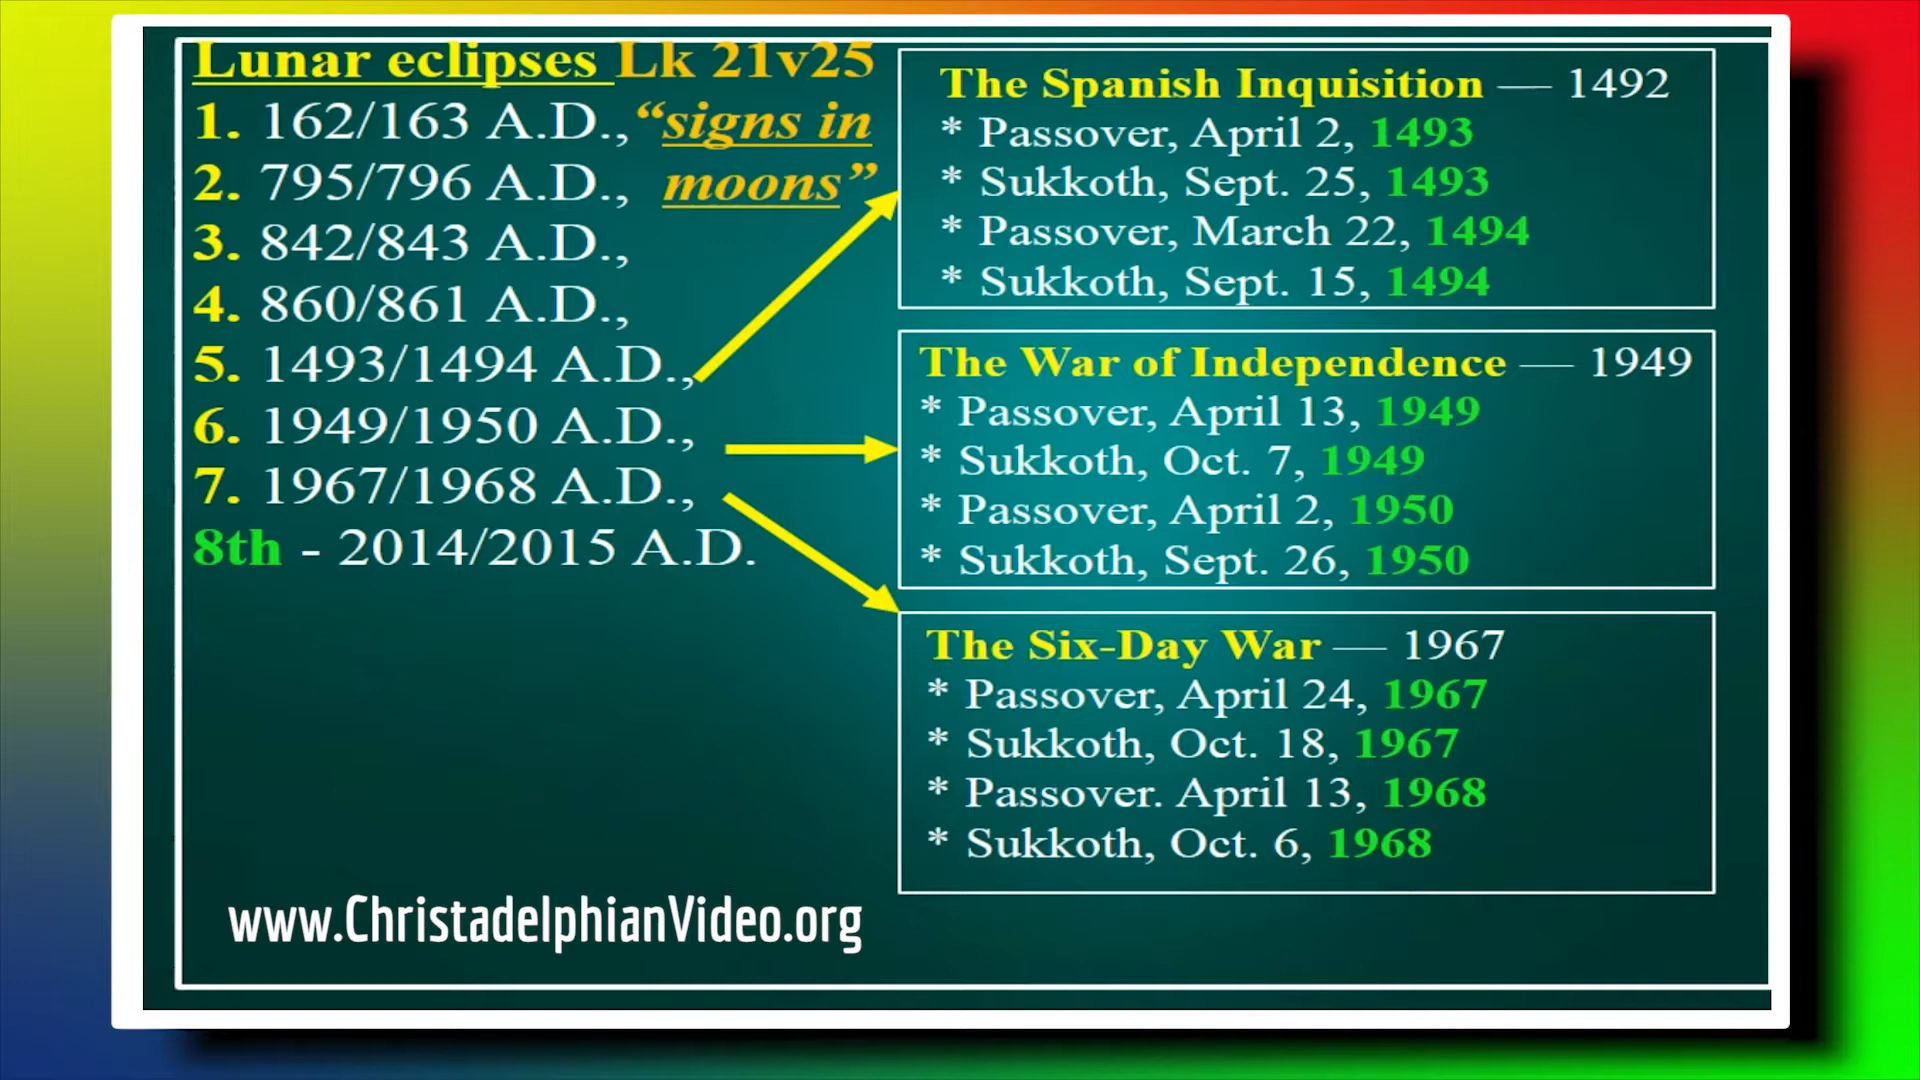 Lunar eclipses Lk 21v25
1. 162/163 A.D., “signs in
2. 795/796 A.D., moons”
3. 842/843 A.D.,
4. 860/861 A.D.,
5. 1493/1494 A.D.,
6. 1949/1950 A.D.,
7. 1967/1968 A.D.,
8th - 2014/2015 A.D.
www.ChristadelphianVideo.org
The Spanish Inquisition — 1492
* Passover, April 2, 1493
* Sukkoth, Sept. 25, 1493
* Passover, March 22, 1494
* Sukkoth, Sept. 15, 1494
The War of Independence — 1949
* Passover, April 13, 1949
* Sukkoth, Oct. 7, 1949
* Passover, April 2, 1950
* Sukkoth, Sept. 26, 1950
The Six-Day War — 1967
* Passover, April 24, 1967
* Sukkoth, Oct. 18, 1967
* Passover. April 13, 1968
* Sukkoth, Oct. 6, 1968